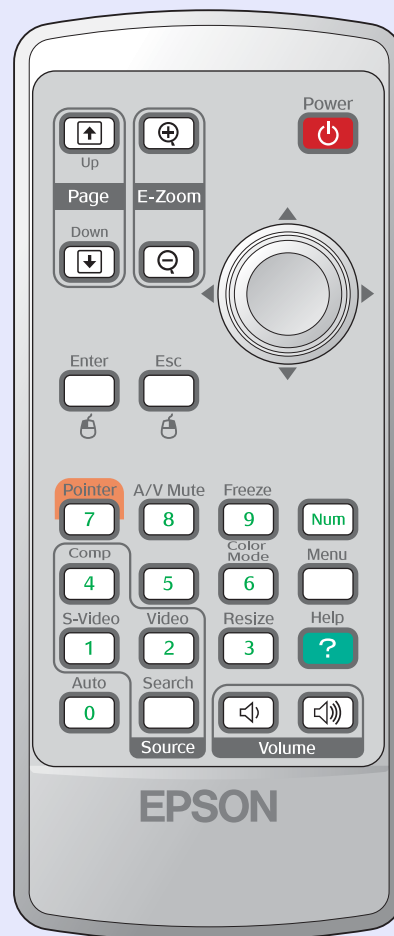 Power
Up
Page E-Zoom
Down
Enter Esc
Pointer A/V Mute Freeze
7 8 9 Num
Comp Color Mode Menu
4 5 6
S-Video Video Resize Help
1 2 3 ?
Auto Search
0
Source Volume
EPSON